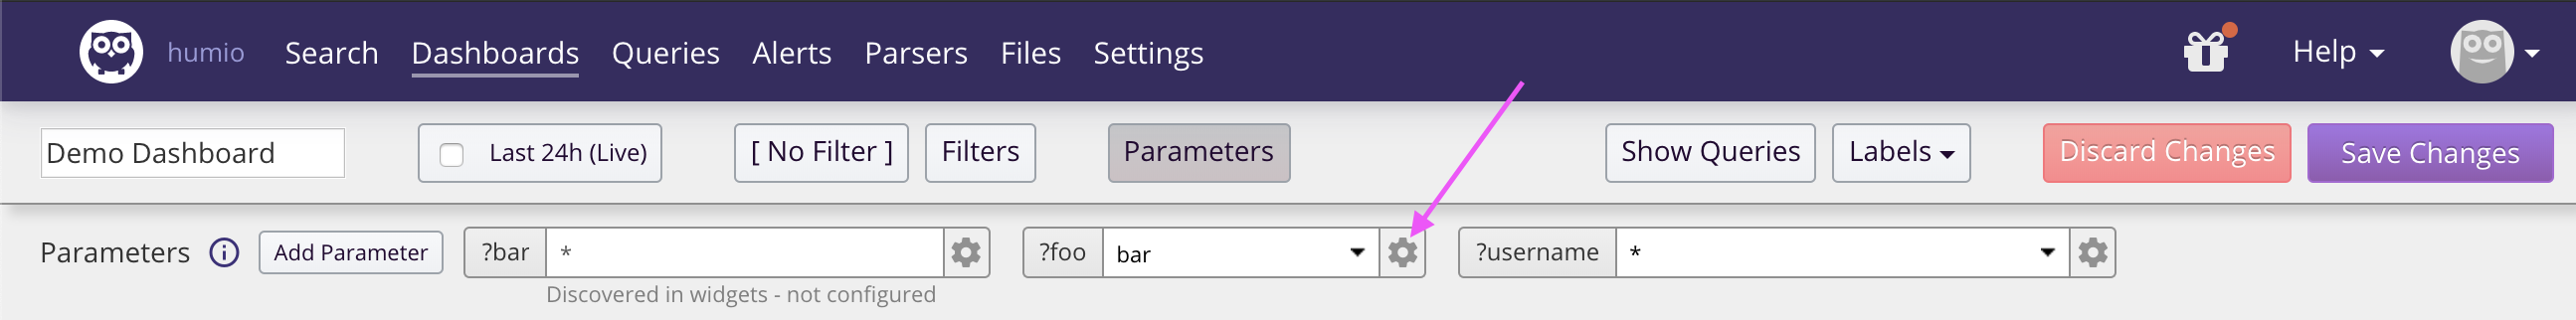 humio Search Dashboards Queries Alerts Parsers Files Settings Help
Demo Dashboard Last 24h (Live) [ No Filter ] Filters Parameters Show Queries Labels Discard Changes Save Changes
Parameters i Add Parameter ?bar * ?foo bar ?username *
Discovered in widgets - not configured